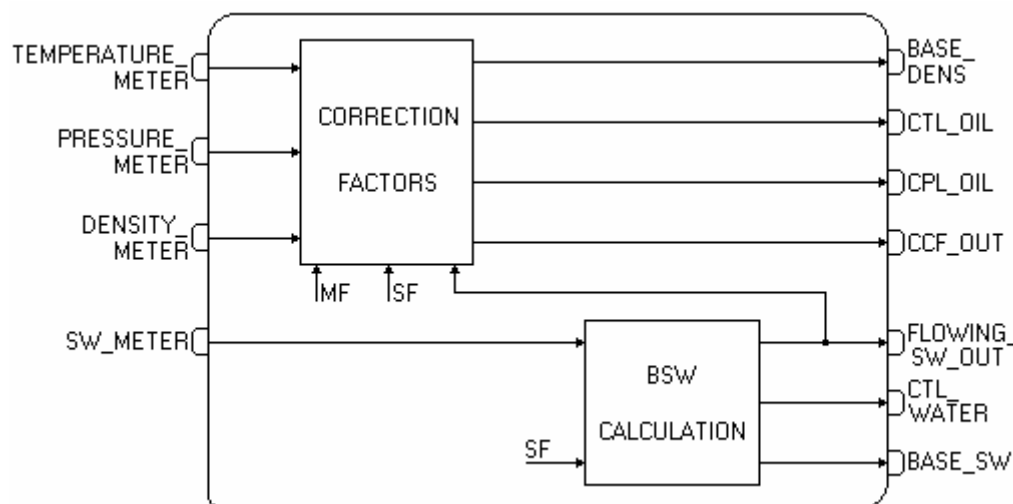 TEMPERATURE_
METER
PRESSURE_
METER
DENSITY_
METER
SW_METER
CORRECTION
FACTORS
MF
SF
BSW
CALCULATION
SF
BASE_
DENS
CTL_OIL
CPL_OIL
CCF_OUT
FLOWING_
SW_OUT
CTL_
WATER
BASE_SW